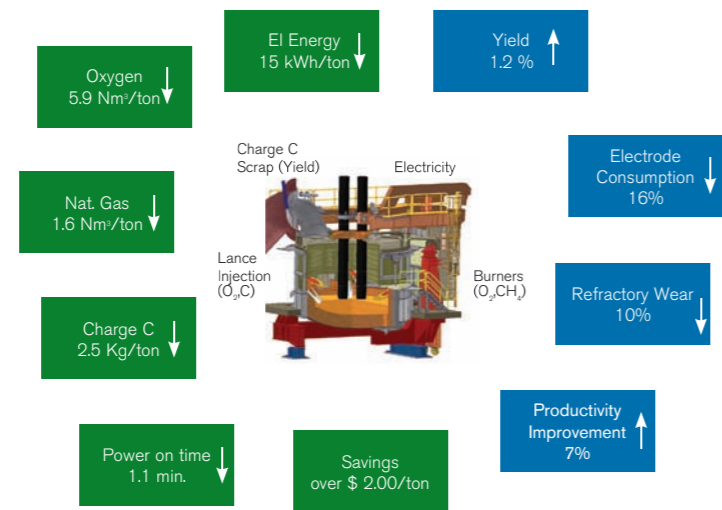 El Energy
15 kWh/ton
Yield
1.2 %
Oxygen
5.9 Nm³/ton
Charge C
Scrap (Yield)
Electricity
Electrode
Consumption
16%
Nat. Gas
1.6 Nm³/ton
Lance
Injection
(O₂,C)
Burners
(O₂,CH₄)
Refractory Wear
10%
Charge C
2.5 Kg/ton
Productivity
Improvement
7%
Power on time
1.1 min.
Savings
over $ 2.00/ton